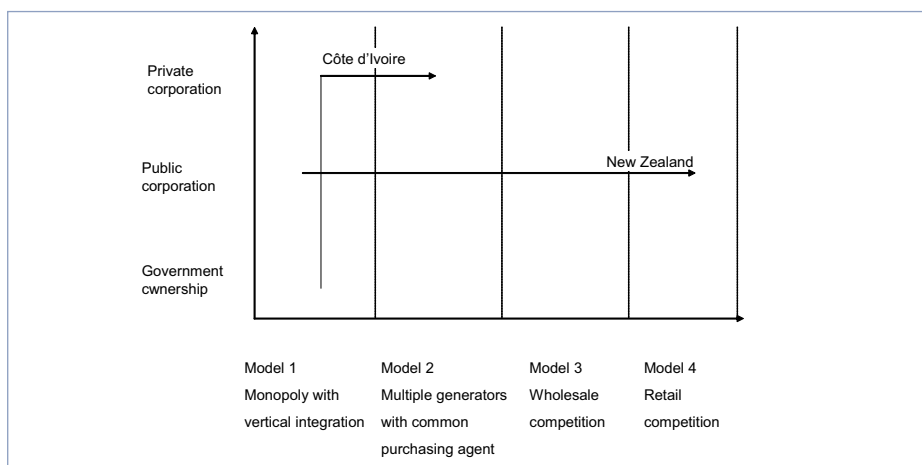 Côte d'Ivoire
Private
corporation
New Zealand
Public
corporation
Government
cwnership
Model 1
Monopoly with
vertical integration
Model 2
Multiple generators
with common
purchasing agent
Model 3
Wholesale
competition
Model 4
Retail
competition